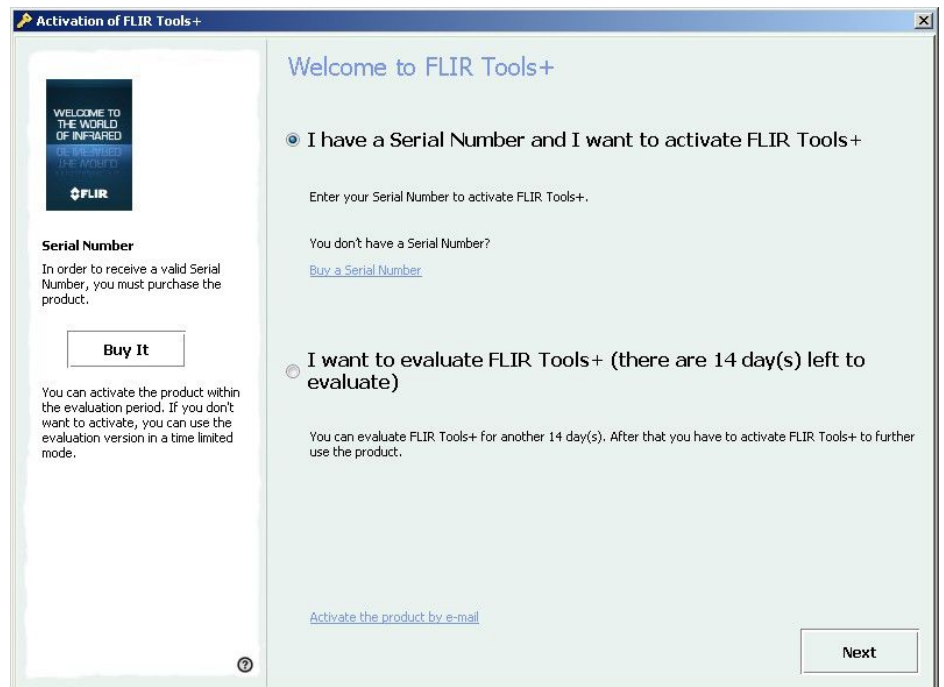 Activation of FLIR Tools+
WELCOME TO
THE WORLD
OF INFRARED
FLIR
Serial Number
In order to receive a valid Serial
Number, you must purchase the
product.
Buy It
You can activate the product within
the evaluation period. If you don't
want to activate, you can use the
evaluation version in a time limited
mode.
Welcome to FLIR Tools+
I have a Serial Number and I want to activate FLIR Tools+
Enter your Serial Number to activate FLIR Tools+.
You don't have a Serial Number?
Buy a Serial Number
I want to evaluate FLIR Tools+ (there are 14 day(s) left to
evaluate)
You can evaluate FLIR Tools+ for another 14 day(s). After that you have to activate FLIR Tools+ to further
use the product.
Activate the product by e-mail
Next